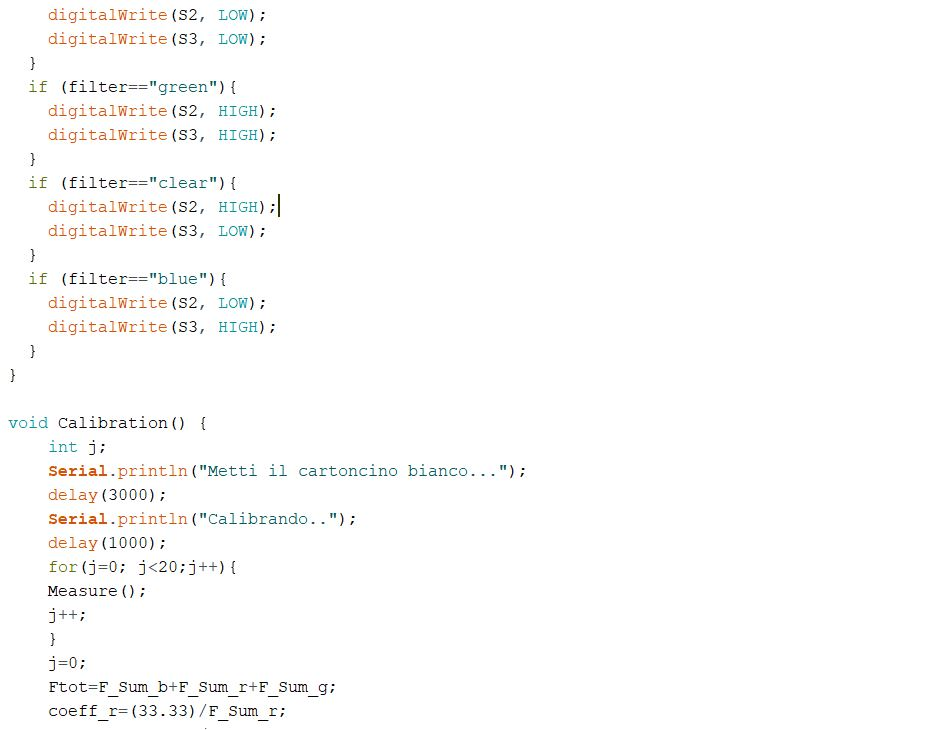 digitalWrite(S2, LOW);
digitalWrite(S3, LOW);
}
if (filter=="green"){
digitalWrite(S2, HIGH);
digitalWrite(S3, HIGH);
}
if (filter=="clear"){
digitalWrite(S2, HIGH);
digitalWrite(S3, LOW);
}
if (filter=="blue"){
digitalWrite(S2, LOW);
digitalWrite(S3, HIGH);
}
}
void Calibration() {
int j;
Serial.println("Metti il cartoncino bianco...");
delay(3000);
Serial.println("Calibrando..");
delay(1000);
for(j=0; j<20;j++){
Measure();
j++;
}
j=0;
Ftot=F_Sum_b+F_Sum_r+F_Sum_g;
coeff_r=(33.33)/F_Sum_r;